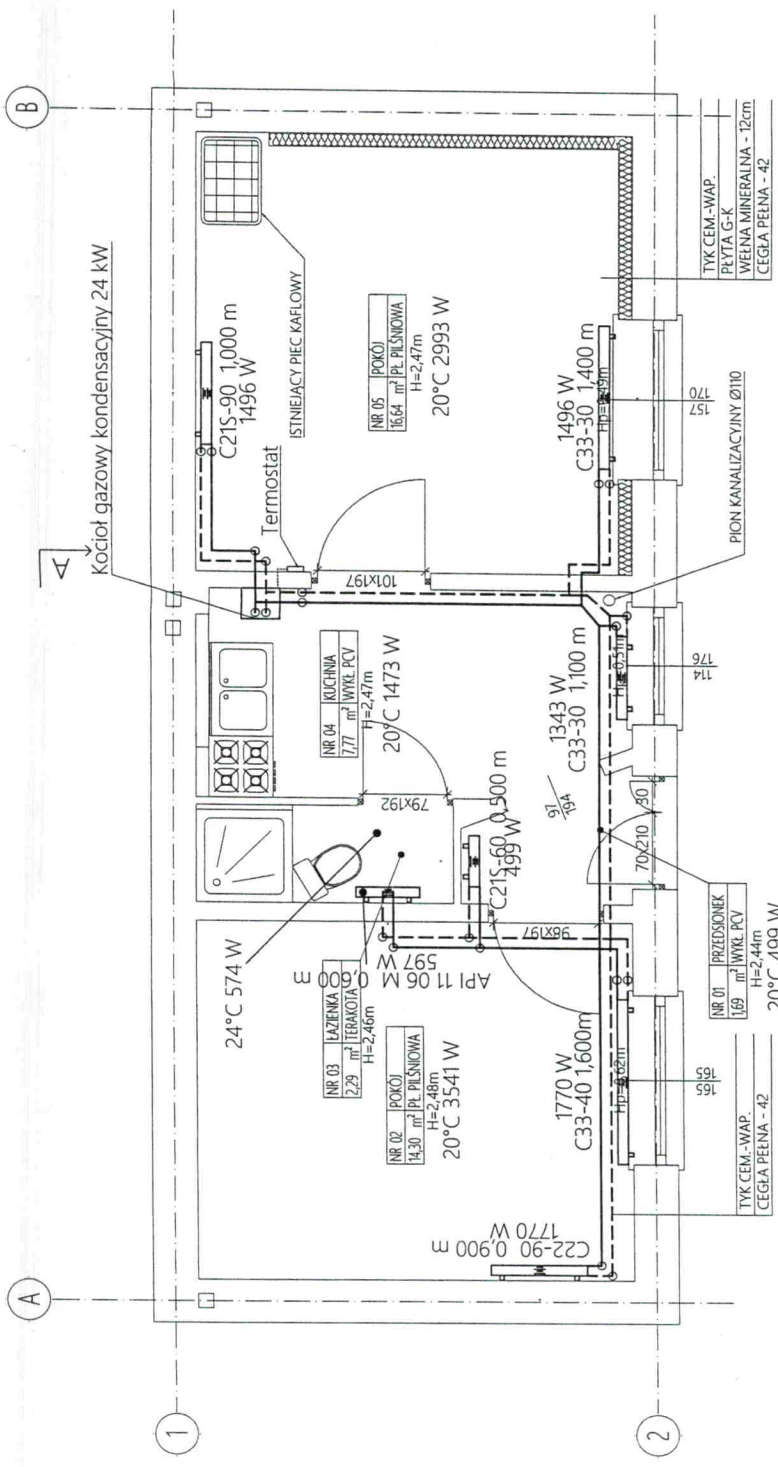 B
A
1
2
A
Kocioł gazowy kondensacyjny 24 kW
C21S-90 1,000 m
1496 W
ISTNIEJĄCY PIEC KAFLOWY
Termostat
NR 05 POKÓJ
16,64 m² PŁ. PILŚNIOWA
H=2,47m
20°C 2993 W
101x197
1496 W
C33-30 1,400 m
157
170
TYK CEM.-WAP.
PŁYTA G-K
WEŁNA MINERALNA - 12cm
CEGŁA PEŁNA - 42
PION KANALIZACYJNY Ø110
NR 04 KUCHNIA
7,77 m² WYKŁ. PCV
H=2,47m
20°C 1473 W
79x192
1343 W
C33-30 1,100 m
114
176
C21S-60 0,500 m
499 W
97
194
70x210
30
24°C 574 W
NR 03 ŁAZIENKA
2,29 m² TERAKOTA
H=2,46m
API 11 06 M 0,600 m
597 W
NR 02 POKÓJ
14,30 m² PŁ. PILŚNIOWA
H=2,48m
20°C 3541 W
98x197
1770 W
C33-40 1,600m
Hp=0,62m
165
165
C22-90 0,900 m
1770 W
NR 01 PRZEDSIONEK
1,69 m² WYKŁ. PCV
H=2,44m
20°C 499 W
TYK CEM.-WAP.
CEGŁA PEŁNA - 42